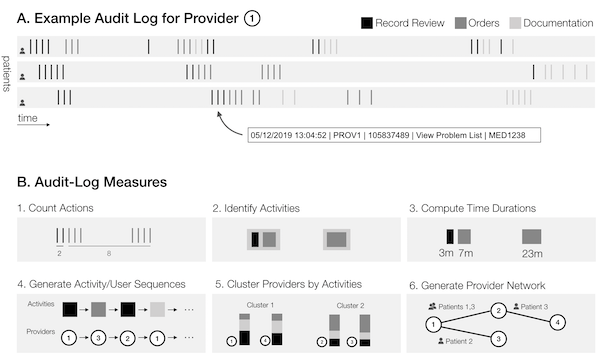 A. Example Audit Log for Provider 1
Record Review Orders Documentation
patients
time
05/12/2019 13:04:52 | PROV1 | 105837489 | View Problem List | MED1238
B. Audit-Log Measures
1. Count Actions
2. Identify Activities
3. Compute Time Durations
2 8
3m 7m 23m
4. Generate Activity/User Sequences
5. Cluster Providers by Activities
6. Generate Provider Network
Activities ...
Providers 1 3 2 1 ...
Cluster 1 Cluster 2
1 4 2 3
Patients 1,3
Patient 3
Patient 2
1 2 3 4